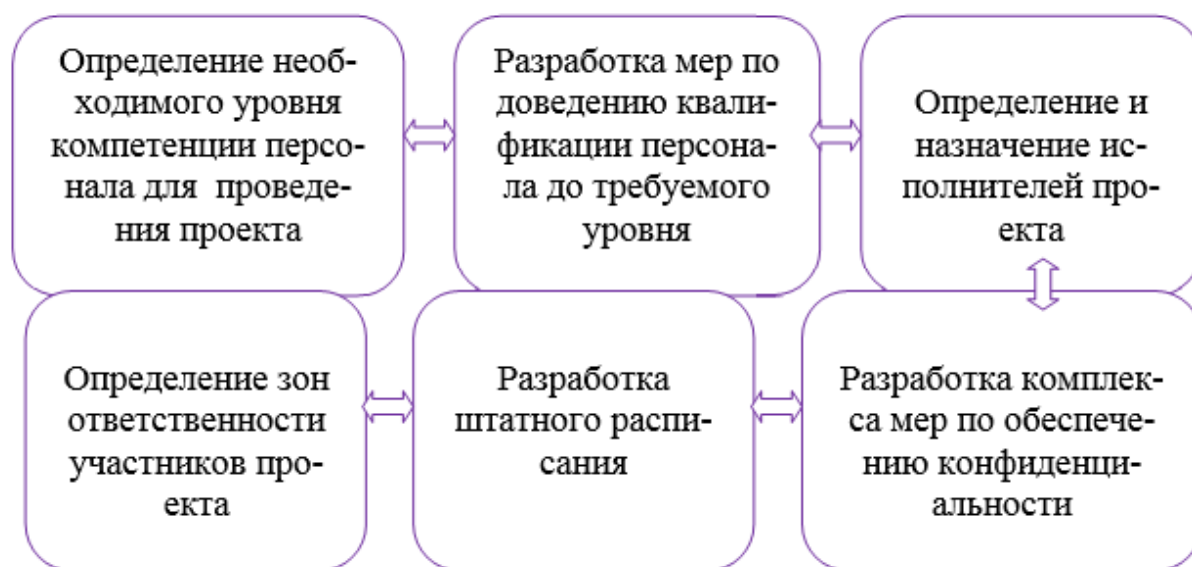 Определение необ-
ходимого уровня
компетенции персо-
нала для проведе-
ния проекта
Разработка мер по
доведению квали-
фикации персона-
ла до требуемого
уровня
Определение и
назначение ис-
полнителей про-
екта
Определение зон
ответственности
участников про-
екта
Разработка
штатного распи-
сания
Разработка комплек-
са мер по обеспече-
нию конфиденци-
альности